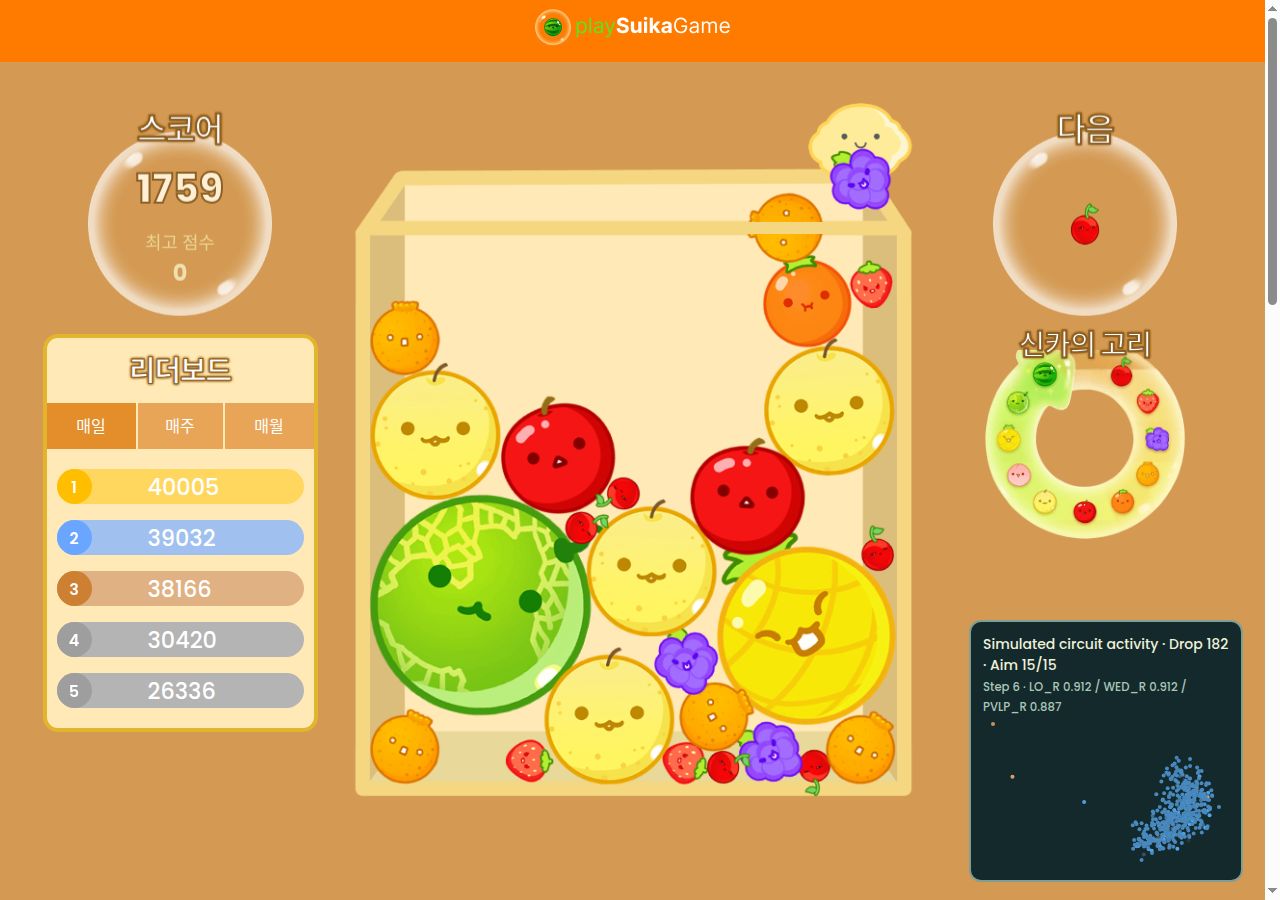 playSuikaGame
스코어
1759
최고 점수
0
리더보드
매일 매주 매월
1 40005
2 39032
3 38166
4 30420
5 26336
다음
신카의 고리
Simulated circuit activity · Drop 182
· Aim 15/15
Step 6 · LO_R 0.912 / WED_R 0.912 /
PVLP_R 0.887